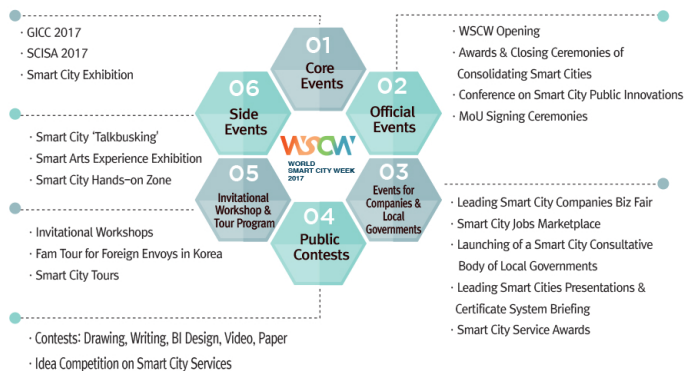 · GICC 2017
· SCISA 2017
· Smart City Exhibition
01
Core
Events
· WSCW Opening
· Awards & Closing Ceremonies of
Consolidating Smart Cities
· Conference on Smart City Public Innovations
· MoU Signing Ceremonies
02
Official
Events
06
Side
Events
· Smart City ‘Talkbusking’
· Smart Arts Experience Exhibition
· Smart City Hands-on Zone
WSCW
WORLD
SMART CITY WEEK
2017
03
Events for
Companies &
Local
Governments
· Leading Smart City Companies Biz Fair
· Smart City Jobs Marketplace
· Launching of a Smart City Consultative
Body of Local Governments
· Leading Smart Cities Presentations &
Certificate System Briefing
· Smart City Service Awards
05
Invitational
Workshop &
Tour Program
· Invitational Workshops
· Fam Tour for Foreign Envoys in Korea
· Smart City Tours
04
Public
Contests
· Contests: Drawing, Writing, BI Design, Video, Paper
· Idea Competition on Smart City Services